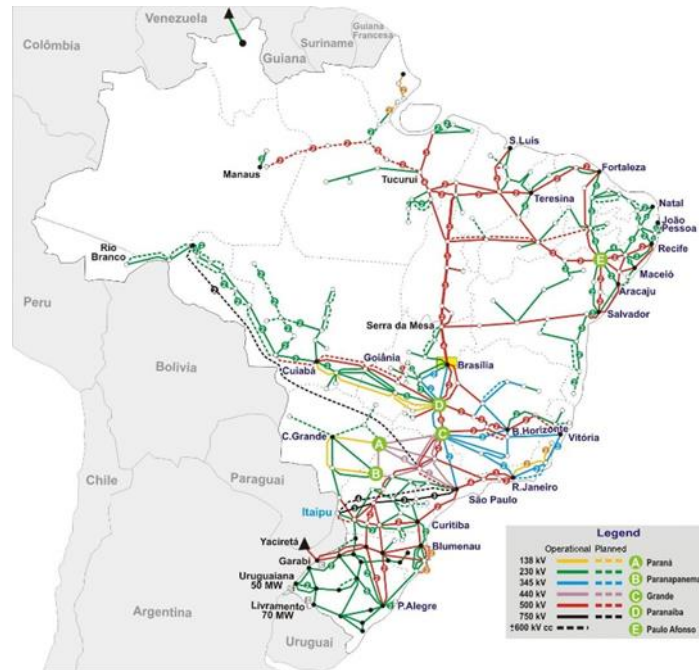 Venezuela
Colômbia
Guiana
Suriname
Guiana
Francesa
Manaus
Tucuruí
S.Luis
Fortaleza
Teresina
Natal
João
Pessoa
Recife
Maceió
Aracaju
Salvador
E
Rio
Branco
Peru
Serra da Mesa
Bolívia
Cuiabá
Goiânia
Brasília
D
C.Grande
A
B
C
B.Horizonte
Vitória
Chile
Paraguai
Itaipu
São Paulo
R.Janeiro
Curitiba
Yaciretá
Garabi
Blumenau
Uruguaiana
50 MW
Livramento
70 MW
P.Alegre
Argentina
Uruguai
Legend
Operational Planned
138 kV A Paraná
230 kV B Paranapanema
345 kV C Grande
440 kV D Paranaíba
500 kV E Paulo Afonso
750 kV
±600 kV cc